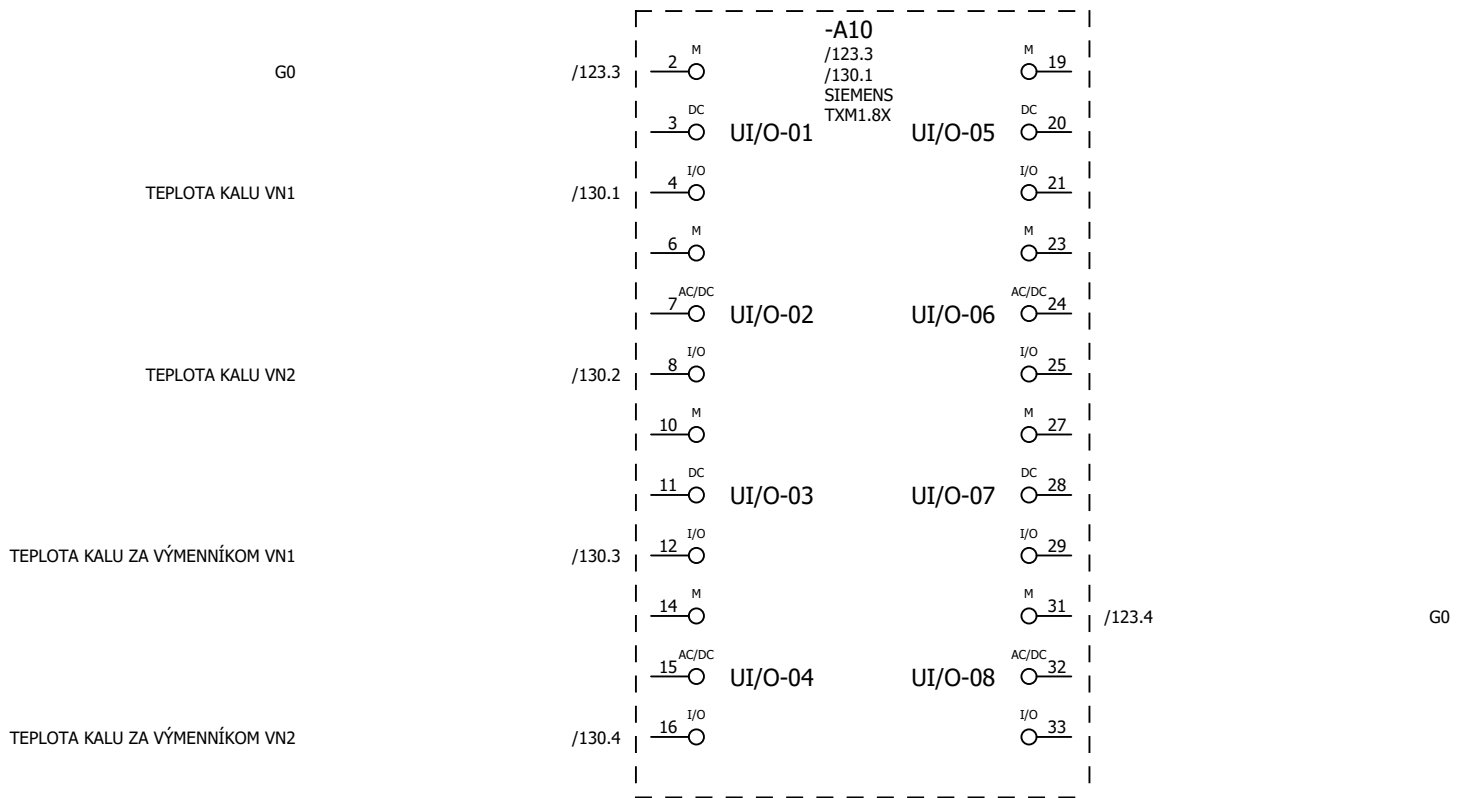 -A10
/123.3
/130.1
SIEMENS
TXM1.8X
G0 /123.3 2 M M 19
3 DC UI/O-01 UI/O-05 DC 20
TEPLOTA KALU VN1 /130.1 4 I/O I/O 21
6 M M 23
7 AC/DC UI/O-02 UI/O-06 AC/DC 24
TEPLOTA KALU VN2 /130.2 8 I/O I/O 25
10 M M 27
11 DC UI/O-03 UI/O-07 DC 28
TEPLOTA KALU ZA VÝMENNÍKOM VN1 /130.3 12 I/O I/O 29
14 M M 31 /123.4 G0
15 AC/DC UI/O-04 UI/O-08 AC/DC 32
TEPLOTA KALU ZA VÝMENNÍKOM VN2 /130.4 16 I/O I/O 33